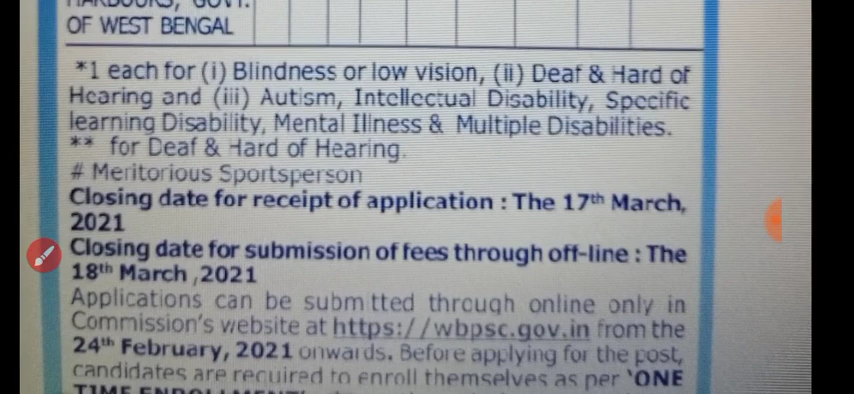 HARBOURS, GOVT.
OF WEST BENGAL
*1 each for (i) Blindness or low vision, (ii) Deaf & Hard of
Hearing and (iii) Autism, Intellectual Disability, Specific
learning Disability, Mental Illness & Multiple Disabilities.
** for Deaf & Hard of Hearing.
# Meritorious Sportsperson
Closing date for receipt of application : The 17th March,
2021
Closing date for submission of fees through off-line : The
18th March ,2021
Applications can be submitted through online only in
Commission's website at https://wbpsc.gov.in from the
24th February, 2021 onwards. Before applying for the post,
candidates are required to enroll themselves as per 'ONE
TIME ENROLLMENT'